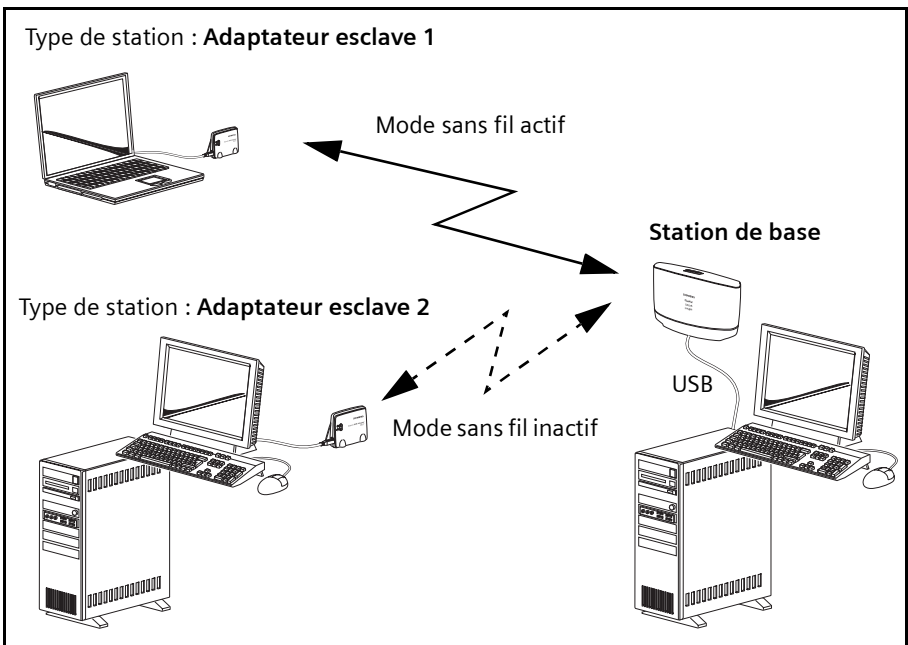 Type de station : Adaptateur esclave 1
Mode sans fil actif
Station de base
Type de station : Adaptateur esclave 2
USB
Mode sans fil inactif